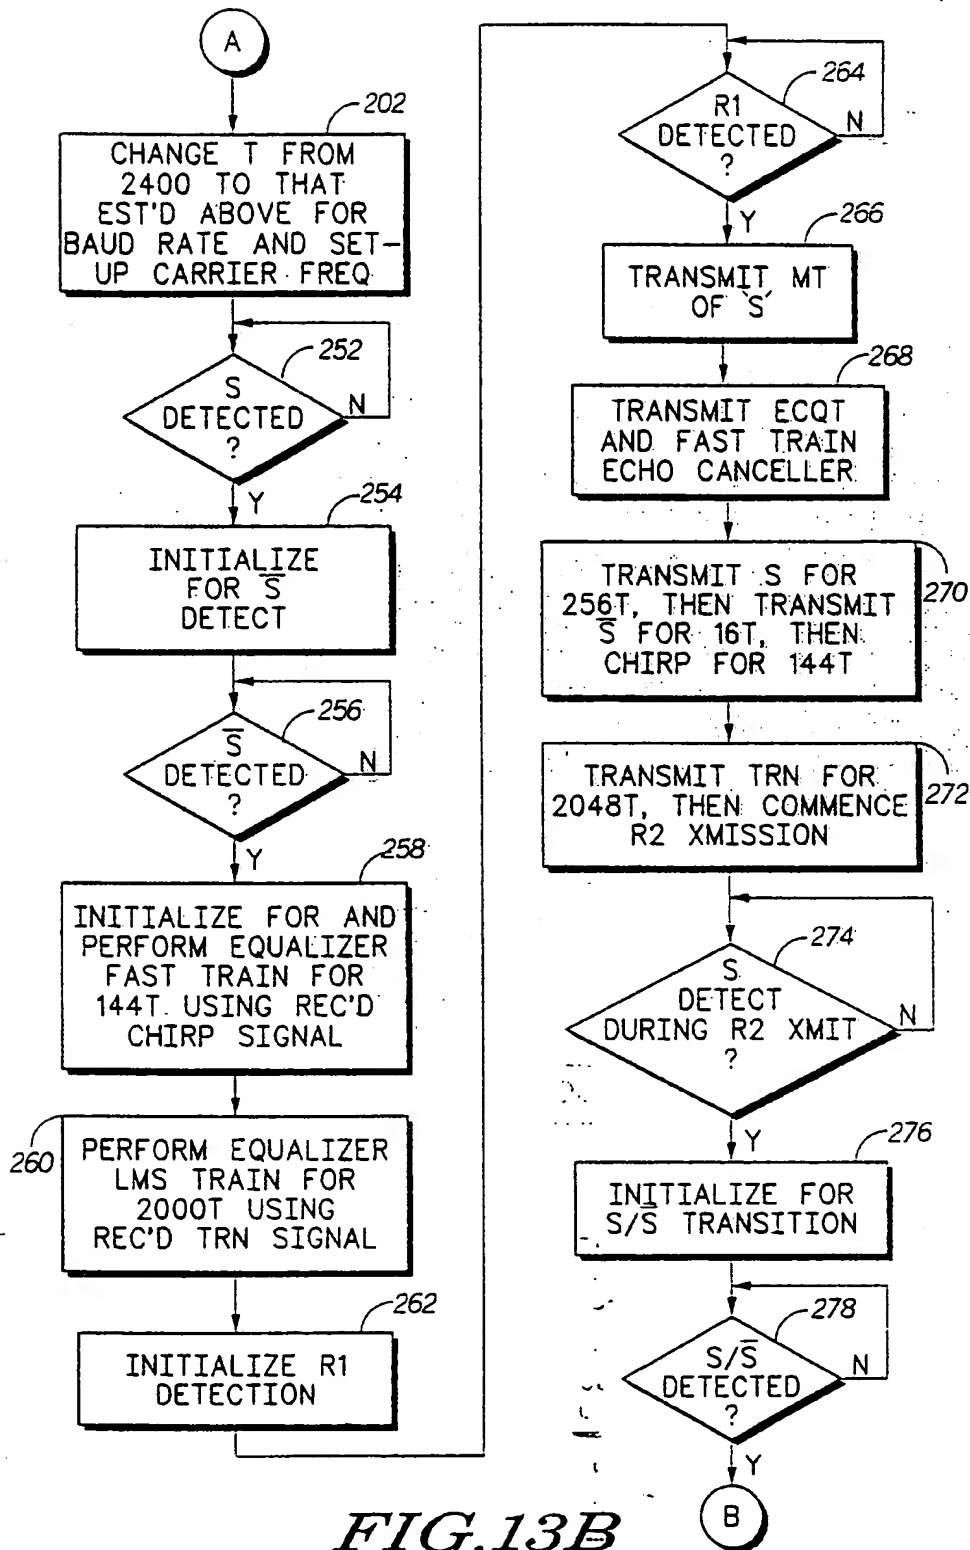 A
202
CHANGE T FROM
2400 TO THAT
EST'D ABOVE FOR
BAUD RATE AND SET-
UP CARRIER FREQ
252
S
DETECTED
?
N
Y
254
INITIALIZE
FOR S̅
DETECT
256
S̅
DETECTED
?
N
Y
258
INITIALIZE FOR AND
PERFORM EQUALIZER
FAST TRAIN FOR
144T USING REC'D
CHIRP SIGNAL
260
PERFORM EQUALIZER
LMS TRAIN FOR
2000T USING
REC'D TRN SIGNAL
262
INITIALIZE R1
DETECTION
264
R1
DETECTED
?
N
Y
266
TRANSMIT MT
OF 'S'
268
TRANSMIT ECQT
AND FAST TRAIN
ECHO CANCELLER
270
TRANSMIT S FOR
256T, THEN TRANSMIT
S̅ FOR 16T, THEN
CHIRP FOR 144T
272
TRANSMIT TRN FOR
2048T, THEN COMMENCE
R2 XMISSION
274
S
DETECT
DURING R2 XMIT
?
N
Y
276
INITIALIZE FOR
S/S̅ TRANSITION
278
S/S̅
DETECTED
?
N
Y
B
FIG.13B